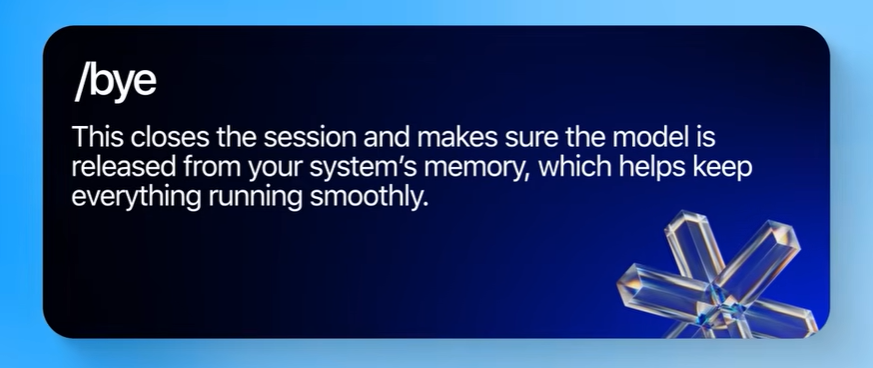 /bye
This closes the session and makes sure the model is
released from your system’s memory, which helps keep
everything running smoothly.